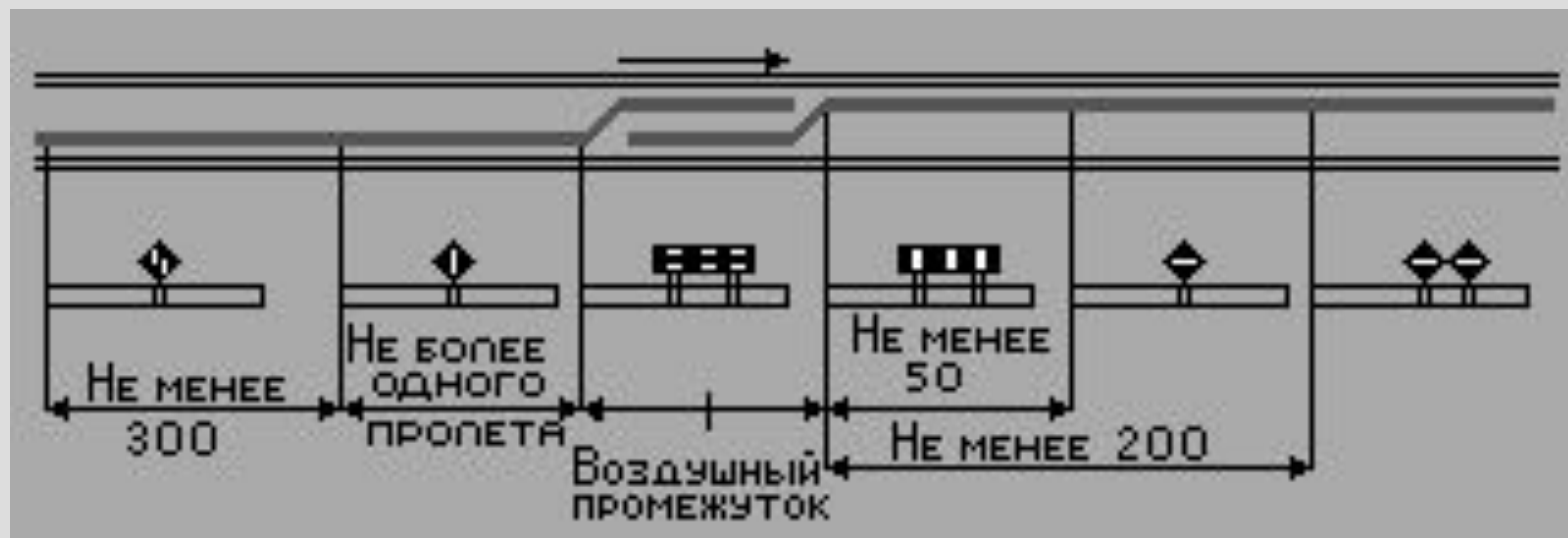 Не менее
300
Не более
одного
пролета
Воздушный
промежуток
Не менее
50
Не менее 200